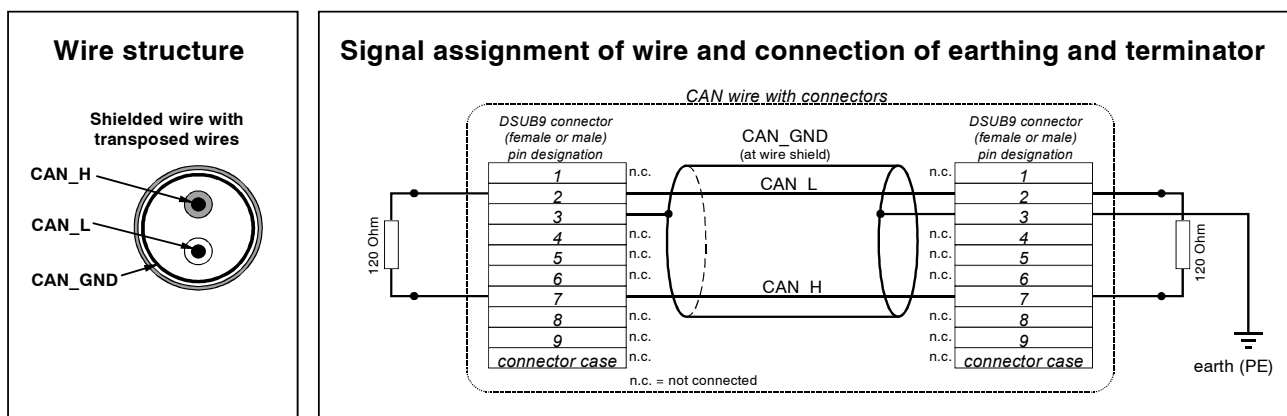 Wire structure
Shielded wire with
transposed wires
CAN_H
CAN_L
CAN_GND
Signal assignment of wire and connection of earthing and terminator
CAN wire with connectors
DSUB9 connector
(female or male)
pin designation
CAN_GND
(at wire shield)
DSUB9 connector
(female or male)
pin designation
1 n.c. n.c. 1
2 CAN_L 2
3 3
4 n.c. n.c. 4
5 n.c. n.c. 5
6 n.c. n.c. 6
7 CAN_H 7
8 n.c. n.c. 8
9 n.c. n.c. 9
connector case n.c. n.c. connector case
120 Ohm
120 Ohm
earth (PE)
n.c. = not connected